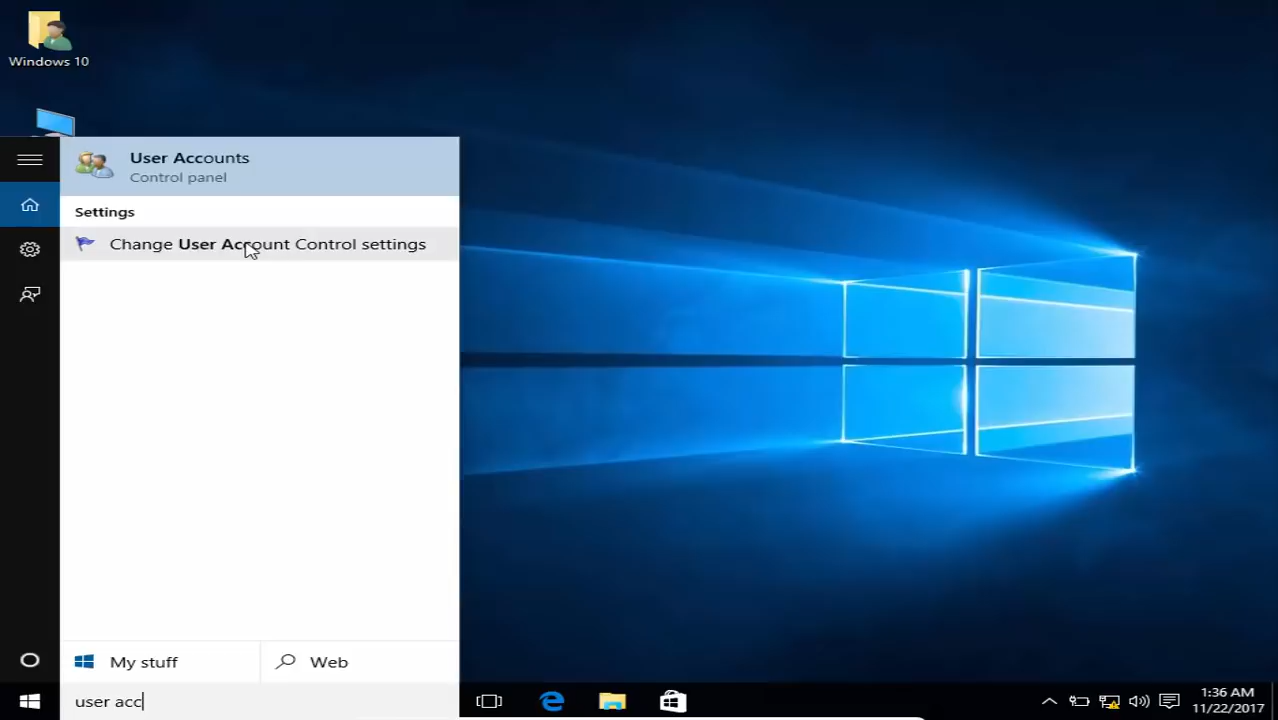 Windows 10
User Accounts
Control panel
Settings
Change User Account Control settings
My stuff
Web
user acc
1:36 AM
11/22/2017